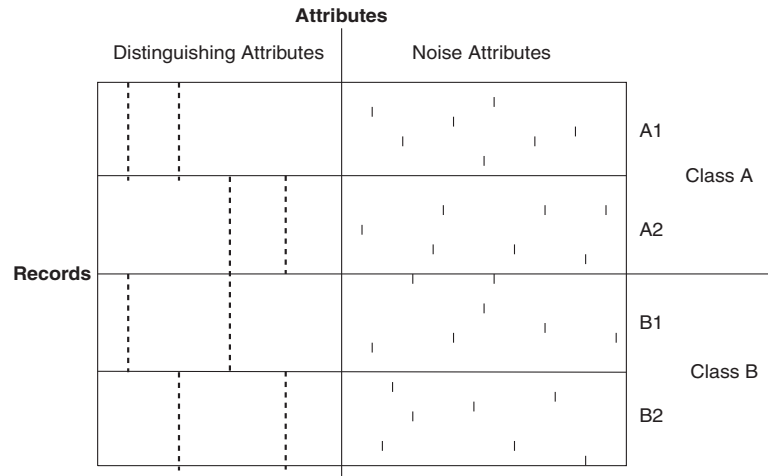 Attributes
Distinguishing Attributes
Noise Attributes
A1
Class A
A2
Records
B1
Class B
B2